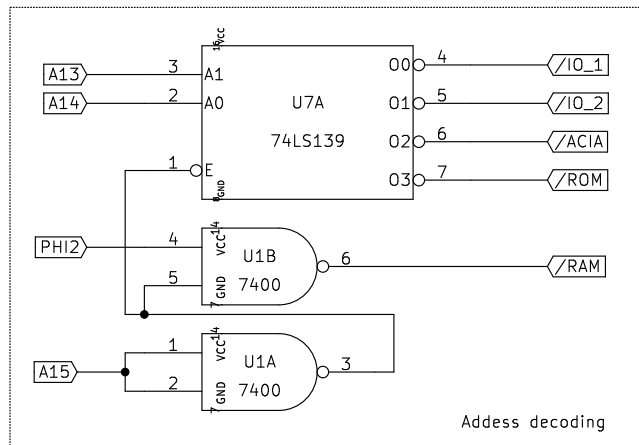 16 VCC
A13 3 A1 O0 4 /IO_1
A14 2 A0 U7A O1 5 /IO_2
74LS139 O2 6 /ACIA
1 E O3 7 /ROM
8 GND
14
PHI2 4 VCC U1B 6 /RAM
5 GND 7400
7
14
1 VCC U1A 3
A15
2 GND 7400
7
Addess decoding